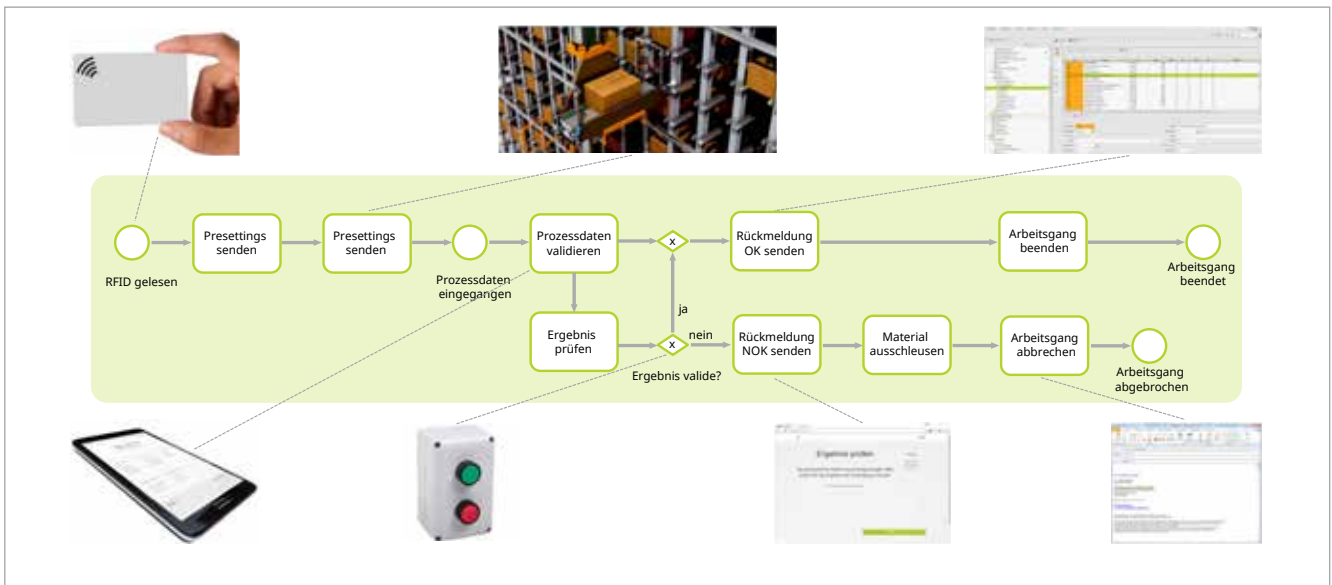 Presettings
senden
Presettings
senden
Prozessdaten
validieren
x
Rückmeldung
OK senden
Arbeitsgang
beenden
RFID gelesen
Prozessdaten
eingegangen
Arbeitsgang
beendet
ja
nein
Ergebnis
prüfen
x
Ergebnis valide?
Rückmeldung
NOK senden
Material
ausschleusen
Arbeitsgang
abbrechen
Arbeitsgang
abgebrochen
Ergebnis prüfen